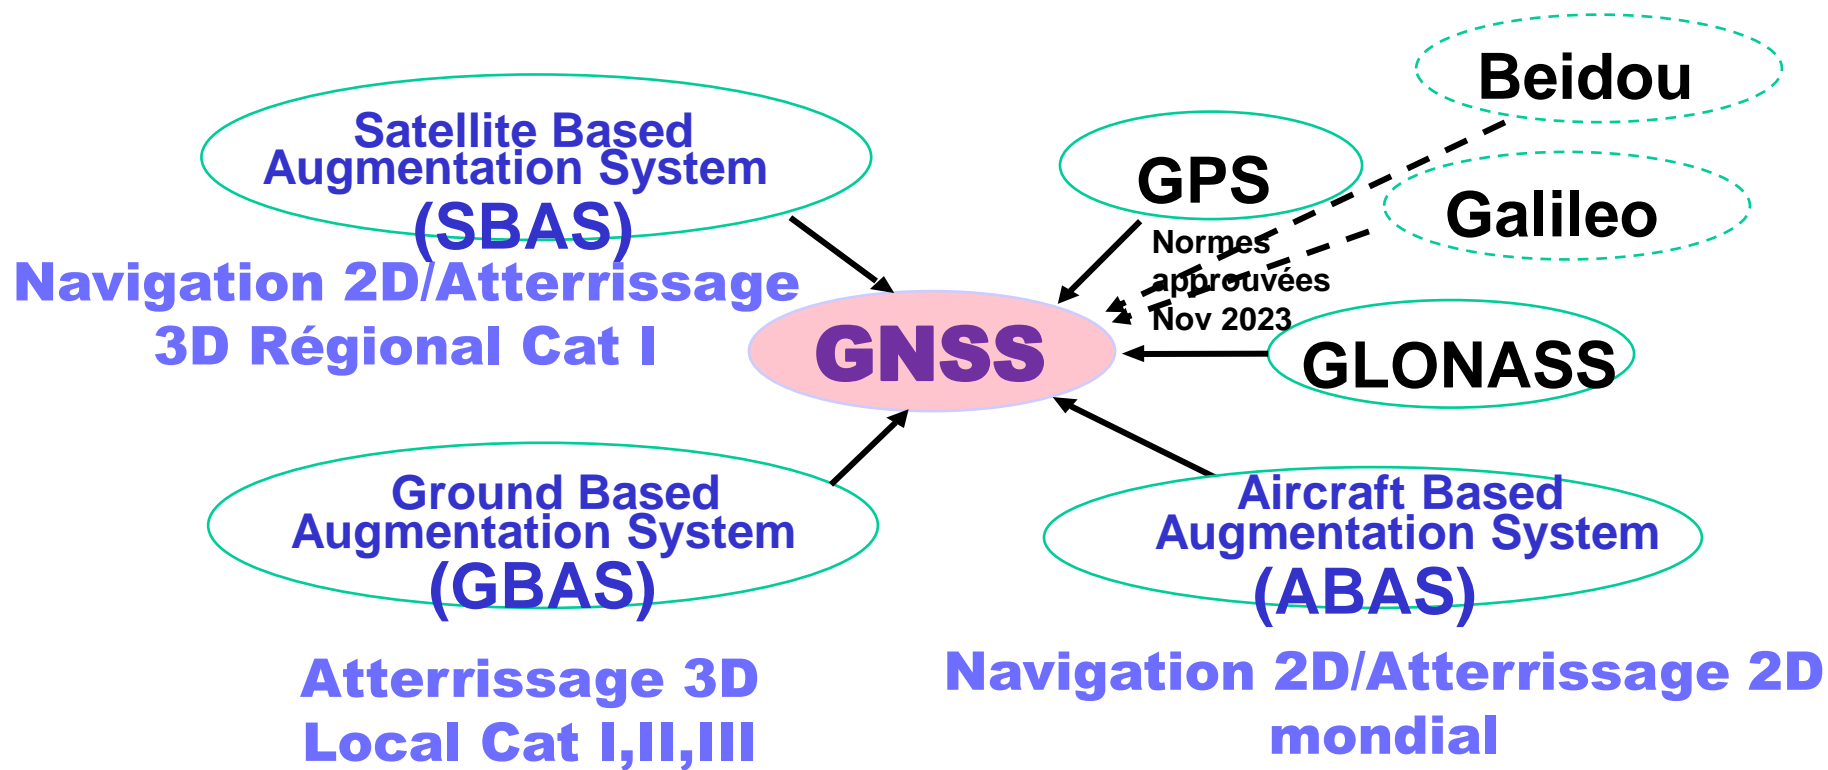 Satellite Based
Augmentation System
(SBAS)
Navigation 2D/Atterrissage
3D Régional Cat I
Beidou
GPS
Galileo
Normes
approuvées
Nov 2023
GLONASS
GNSS
Ground Based
Augmentation System
(GBAS)
Atterrissage 3D
Local Cat I,II,III
Aircraft Based
Augmentation System
(ABAS)
Navigation 2D/Atterrissage 2D
mondial